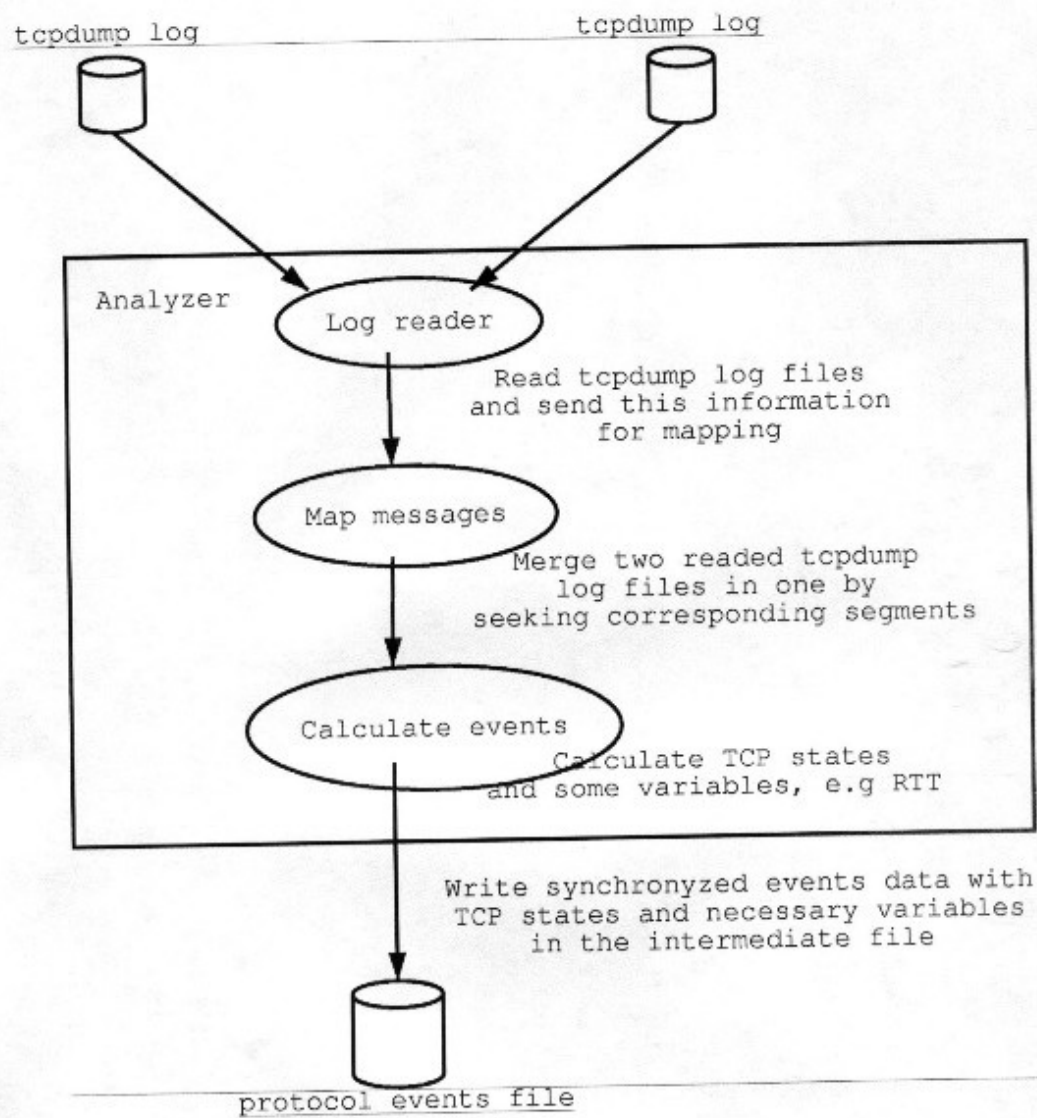 tcpdump log
tcpdump log
Analyzer
Log reader
Read tcpdump log files
and send this information
for mapping
Map messages
Merge two readed tcpdump
log files in one by
seeking corresponding segments
Calculate events
Calculate TCP states
and some variables, e.g RTT
Write synchronyzed events data with
TCP states and necessary variables
in the intermediate file
protocol events file